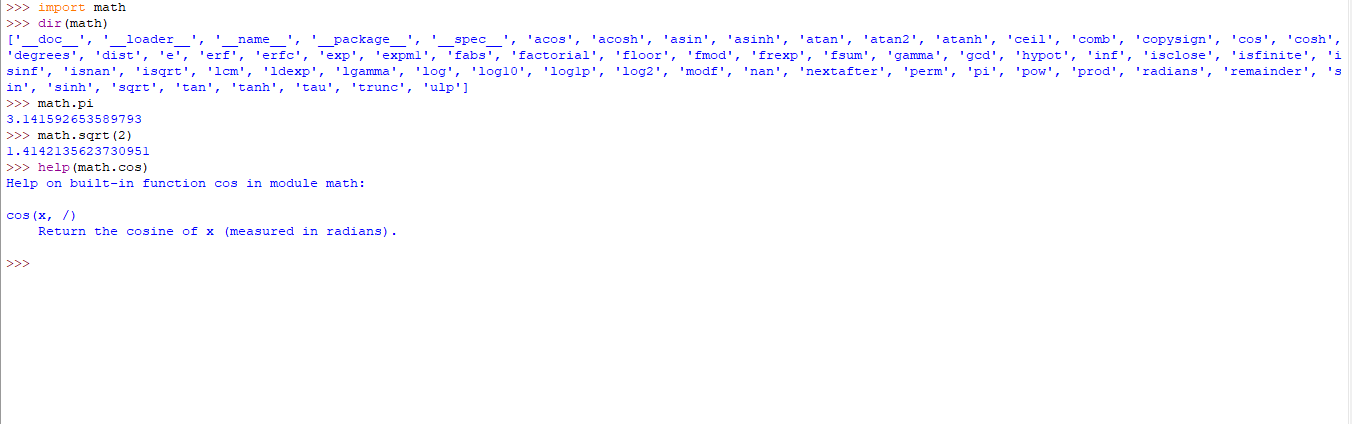 >>> import math
>>> dir(math)
['__doc__', '__loader__', '__name__', '__package__', '__spec__', 'acos', 'acosh', 'asin', 'asinh', 'atan', 'atan2', 'atanh', 'ceil', 'comb', 'copysign', 'cos', 'cosh',
'degrees', 'dist', 'e', 'erf', 'erfc', 'exp', 'expm1', 'fabs', 'factorial', 'floor', 'fmod', 'frexp', 'fsum', 'gamma', 'gcd', 'hypot', 'inf', 'isclose', 'isfinite', 'i
sinf', 'isnan', 'isqrt', 'lcm', 'ldexp', 'lgamma', 'log', 'log10', 'log1p', 'log2', 'modf', 'nan', 'nextafter', 'perm', 'pi', 'pow', 'prod', 'radians', 'remainder', 's
in', 'sinh', 'sqrt', 'tan', 'tanh', 'tau', 'trunc', 'ulp']
>>> math.pi
3.141592653589793
>>> math.sqrt(2)
1.4142135623730951
>>> help(math.cos)
Help on built-in function cos in module math:
cos(x, /)
    Return the cosine of x (measured in radians).
>>>